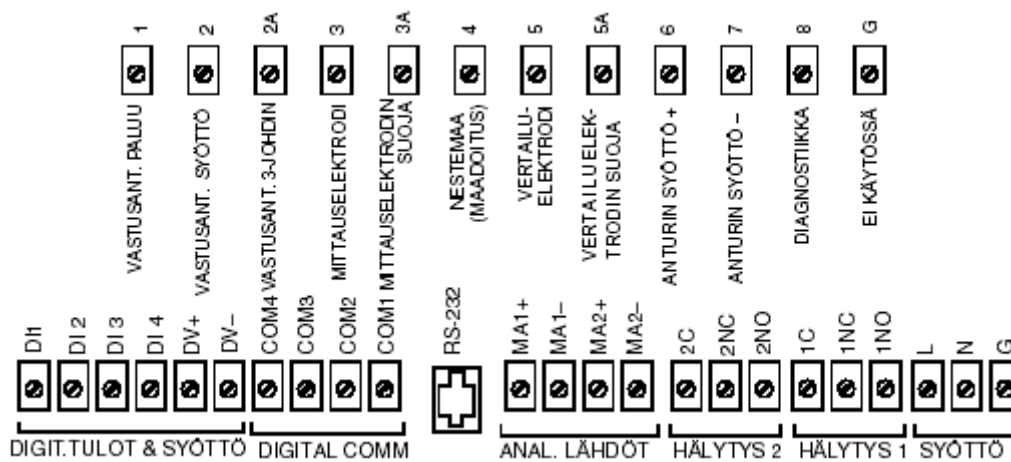 1
2
2A
3
3A
4
5
5A
6
7
8
G
VASTUSANT. PALUU
VASTUSANT. SYÖTTÖ
VASTUSANT. 3-JOHDIN
MITTAUSELEKTRODI
MITTAUSELEKTRODIN
SUOJA
NESTEMAA
(MAADOITUS)
VERTAILU-
ELEKTRODI
VERTAILUELEK-
TRODIN SUOJA
ANTURIN SYÖTTÖ +
ANTURIN SYÖTTÖ –
DIAGNOSTIIKKA
EI KÄYTÖSSÄ
DI1
DI 2
DI 3
DI 4
DV+
DV–
COM4
COM3
COM2
COM1
RS-232
MA1+
MA1–
MA2+
MA2–
2C
2NC
2NO
1C
1NC
1NO
L
N
G
DIGIT.TULOT & SYÖTTÖ
DIGITAL COMM
ANAL. LÄHDÖT
HÄLYTYS 2
HÄLYTYS 1
SYÖTTÖ